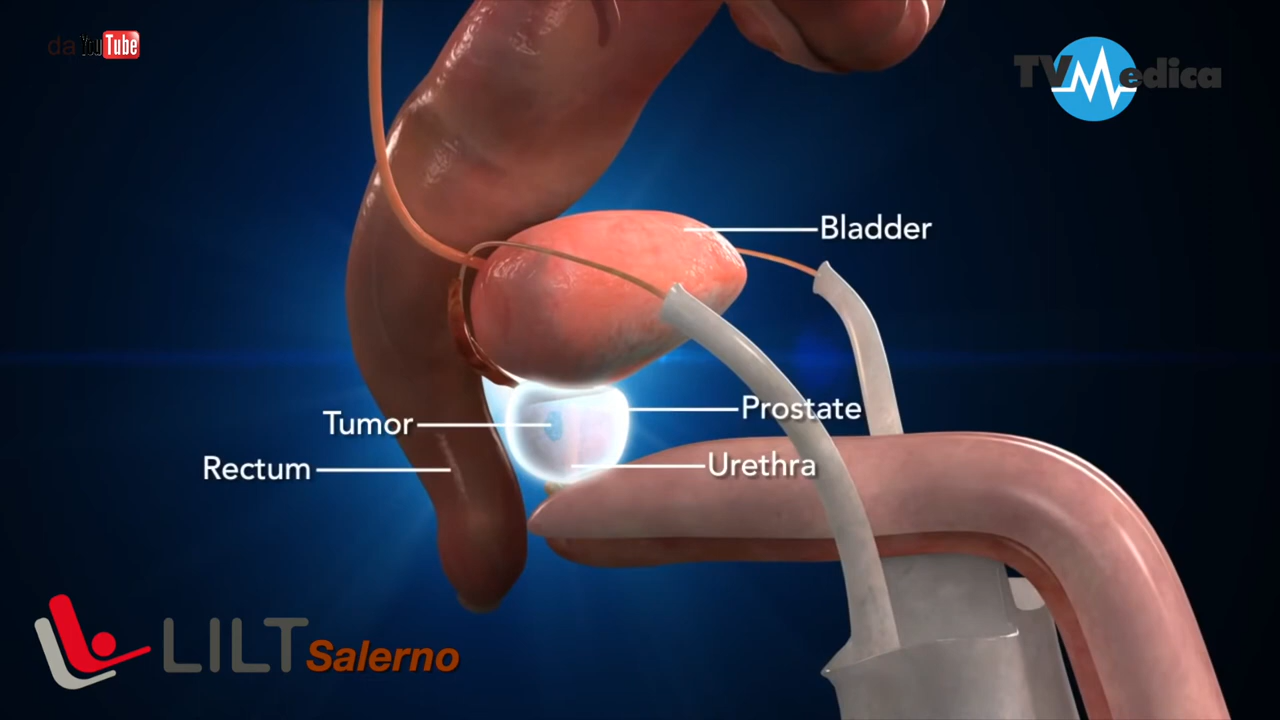 da YouTube
TVMedica
Bladder
Prostate
Tumor
Urethra
Rectum
LILT Salerno